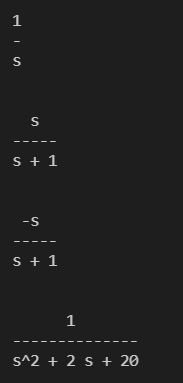 1
-
s
s
-----
s + 1
-s
-----
s + 1
1
--------------
s^2 + 2 s + 20